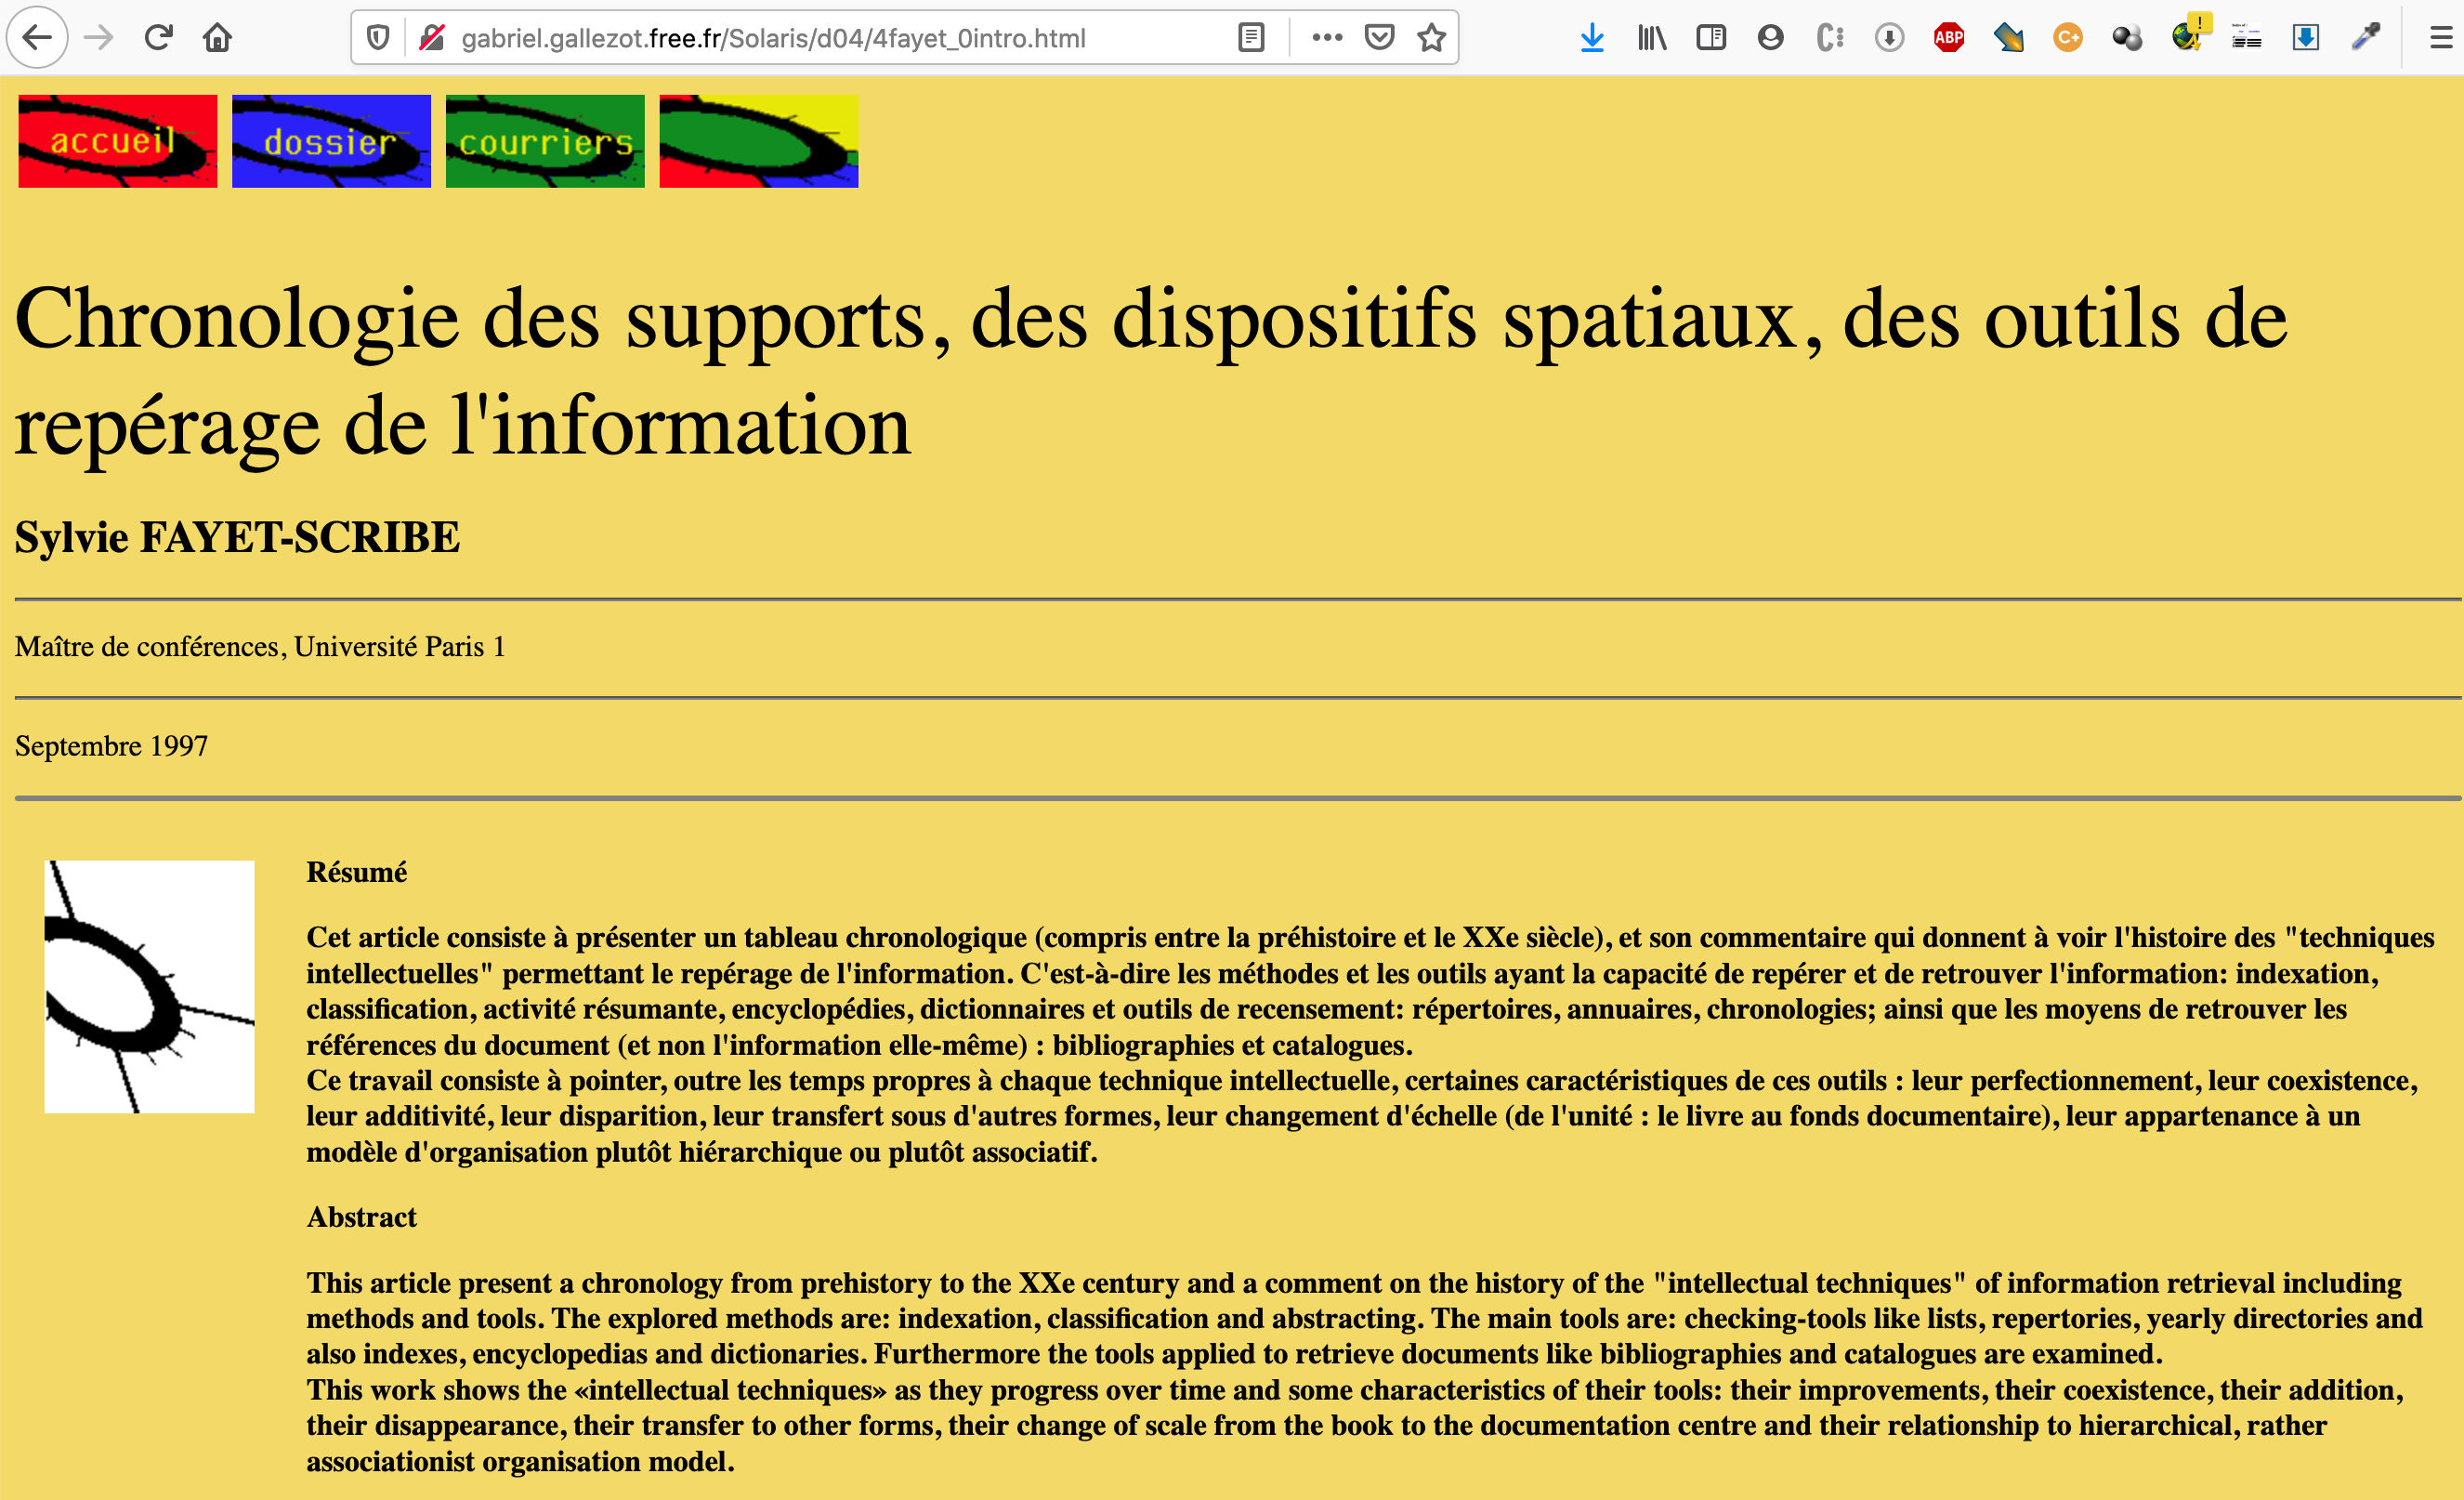 gabriel.gallezot.free.fr/Solaris/d04/4fayet_0intro.html
ABP
C+
!
accueil
dossier
courriers
Chronologie des supports, des dispositifs spatiaux, des outils de
repérage de l'information
Sylvie FAYET-SCRIBE
Maître de conférences, Université Paris 1
Septembre 1997
Résumé
Cet article consiste à présenter un tableau chronologique (compris entre la préhistoire et le XXe siècle), et son commentaire qui donnent à voir l'histoire des "techniques
intellectuelles" permettant le repérage de l'information. C'est-à-dire les méthodes et les outils ayant la capacité de repérer et de retrouver l'information: indexation,
classification, activité résumante, encyclopédies, dictionnaires et outils de recensement: répertoires, annuaires, chronologies; ainsi que les moyens de retrouver les
références du document (et non l'information elle-même) : bibliographies et catalogues.
Ce travail consiste à pointer, outre les temps propres à chaque technique intellectuelle, certaines caractéristiques de ces outils : leur perfectionnement, leur coexistence,
leur additivité, leur disparition, leur transfert sous d'autres formes, leur changement d'échelle (de l'unité : le livre au fonds documentaire), leur appartenance à un
modèle d'organisation plutôt hiérarchique ou plutôt associatif.
Abstract
This article present a chronology from prehistory to the XXe century and a comment on the history of the "intellectual techniques" of information retrieval including
methods and tools. The explored methods are: indexation, classification and abstracting. The main tools are: checking-tools like lists, repertories, yearly directories and
also indexes, encyclopedias and dictionaries. Furthermore the tools applied to retrieve documents like bibliographies and catalogues are examined.
This work shows the «intellectual techniques» as they progress over time and some characteristics of their tools: their improvements, their coexistence, their addition,
their disappearance, their transfer to other forms, their change of scale from the book to the documentation centre and their relationship to hierarchical, rather
associationist organisation model.